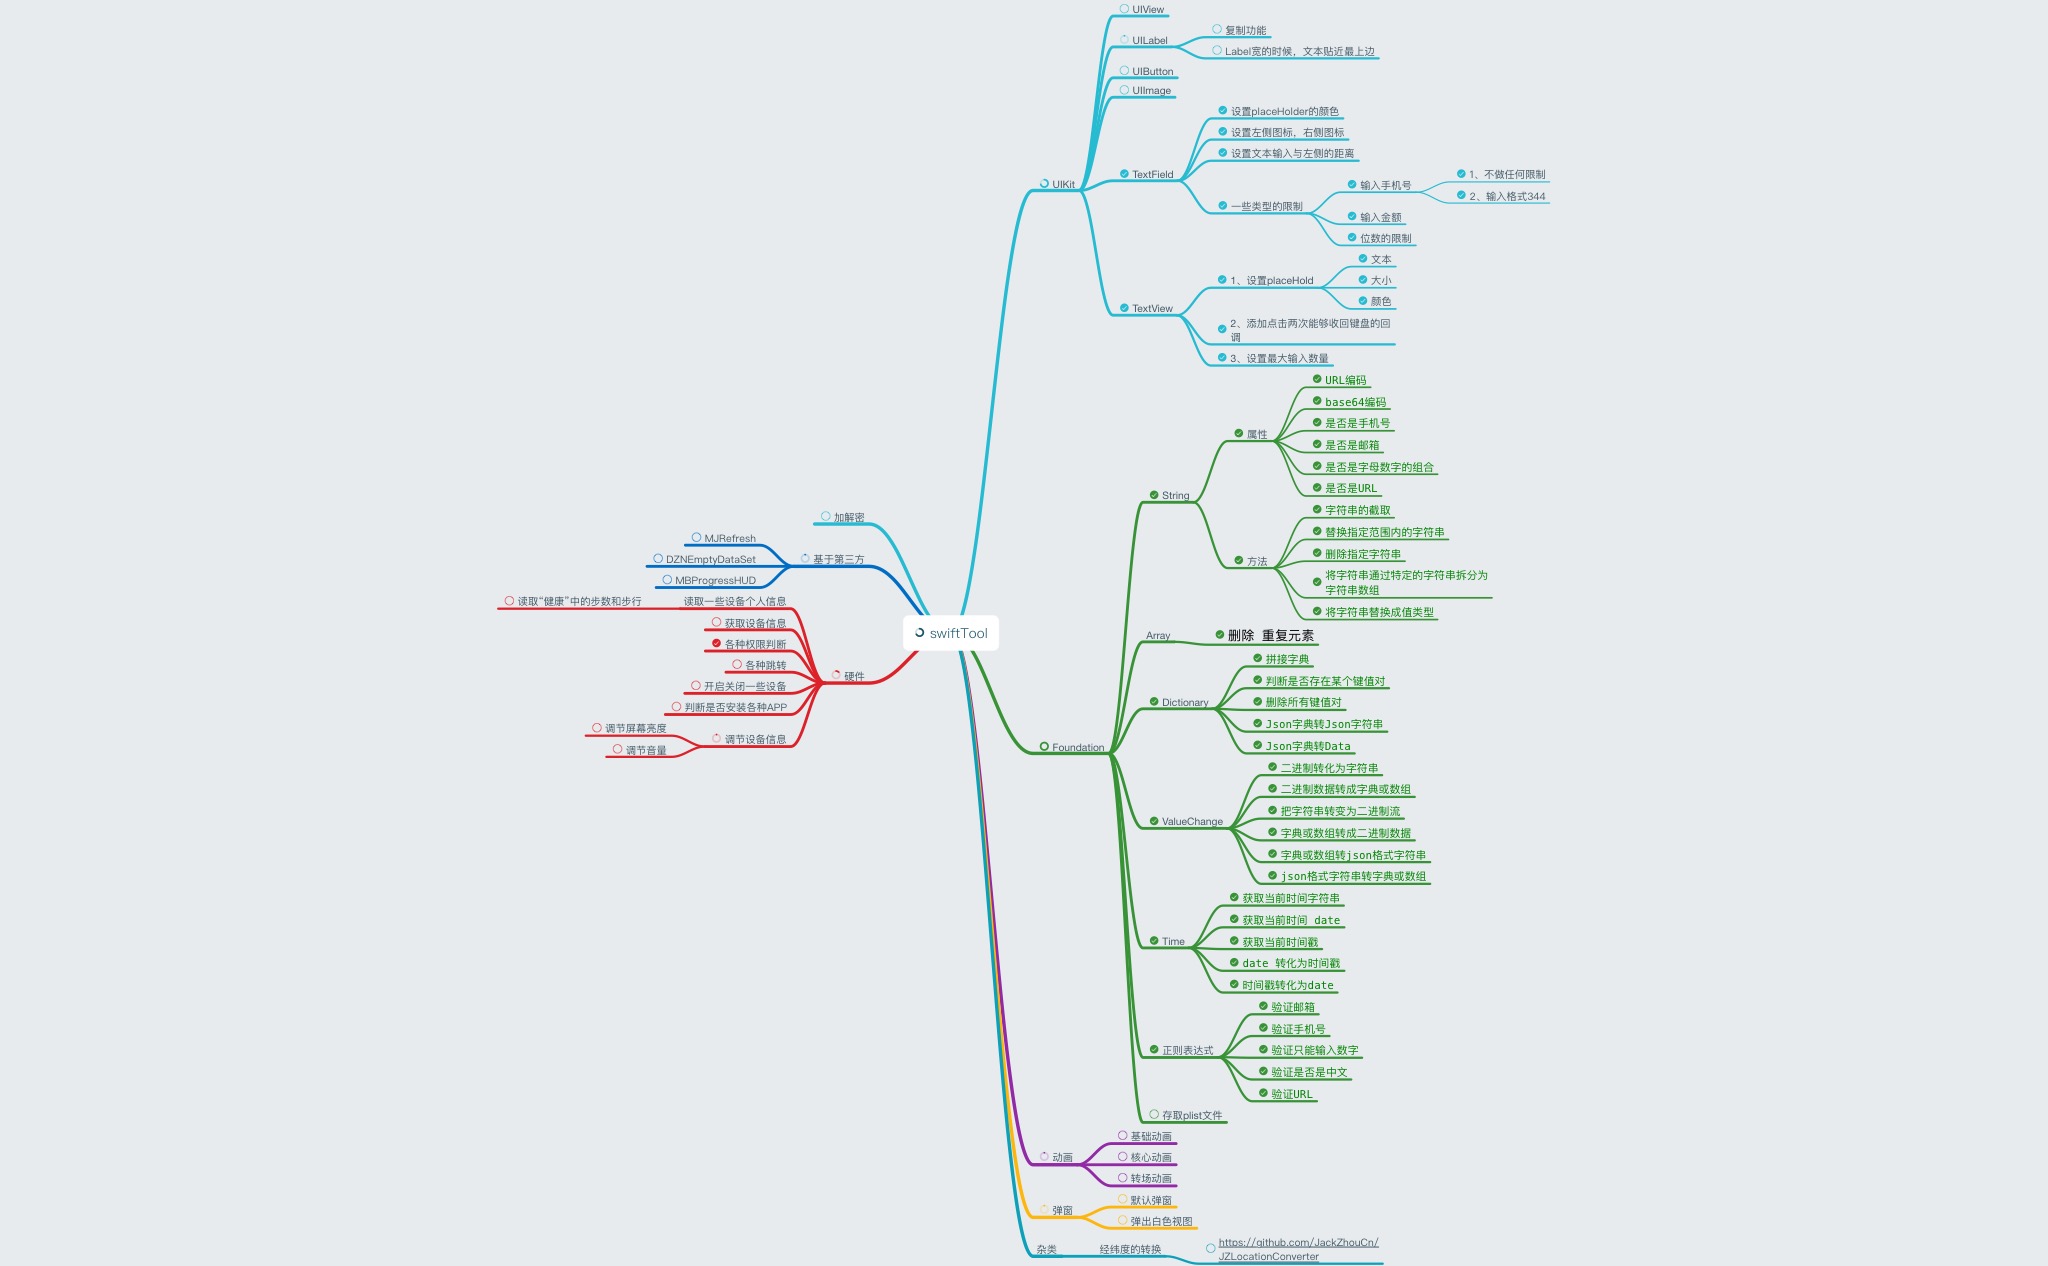 swiftTool
UIKit
UIView
UILabel
复制功能
Label宽的时候，文本贴近最上边
UIButton
UIImage
TextField
设置placeHolder的颜色
设置左侧图标，右侧图标
设置文本输入与左侧的距离
一些类型的限制
输入手机号
1、不做任何限制
2、输入格式344
输入金额
位数的限制
TextView
1、设置placeHold
文本
大小
颜色
2、添加点击两次能够收回键盘的回
调
3、设置最大输入数量
Foundation
String
属性
URL编码
base64编码
是否是手机号
是否是邮箱
是否是字母数字的组合
是否是URL
方法
字符串的截取
替换指定范围内的字符串
删除指定字符串
将字符串通过特定的字符串拆分为
字符串数组
将字符串替换成值类型
Array
删除 重复元素
Dictionary
拼接字典
判断是否存在某个键值对
删除所有键值对
Json字典转Json字符串
Json字典转Data
ValueChange
二进制转化为字符串
二进制数据转成字典或数组
把字符串转变为二进制流
字典或数组转成二进制数据
字典或数组转json格式字符串
json格式字符串转字典或数组
Time
获取当前时间字符串
获取当前时间 date
获取当前时间戳
date 转化为时间戳
时间戳转化为date
正则表达式
验证邮箱
验证手机号
验证只能输入数字
验证是否是中文
验证URL
存取plist文件
动画
基础动画
核心动画
转场动画
弹窗
默认弹窗
弹出白色视图
杂类
经纬度的转换
https://github.com/JackZhouCn/
JZLocationConverter
加解密
基于第三方
MJRefresh
DZNEmptyDataSet
MBProgressHUD
硬件
读取一些设备个人信息
读取“健康”中的步数和步行
获取设备信息
各种权限判断
各种跳转
开启关闭一些设备
判断是否安装各种APP
调节设备信息
调节屏幕亮度
调节音量